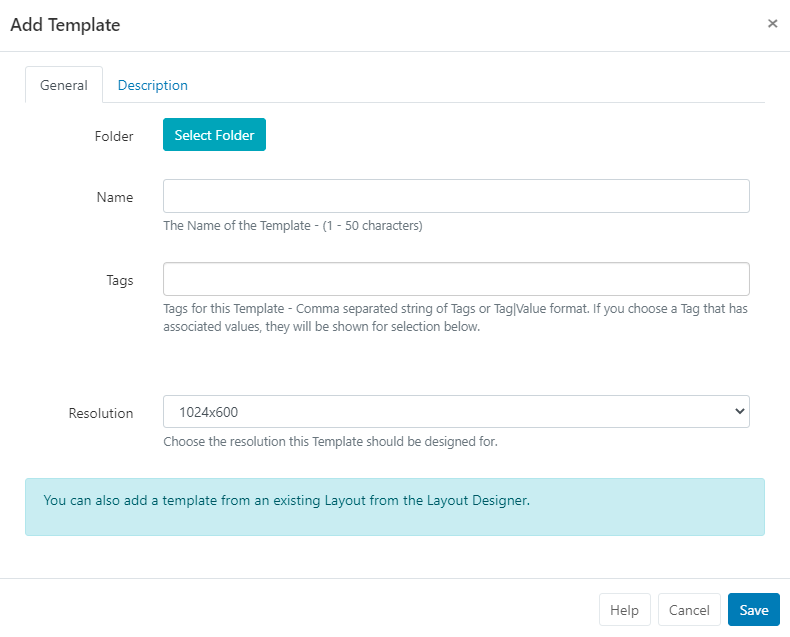 Add Template
×
General Description
Folder Select Folder
Name
The Name of the Template - (1 - 50 characters)
Tags
Tags for this Template - Comma separated string of Tags or Tag|Value format. If you choose a Tag that has
associated values, they will be shown for selection below.
Resolution 1024x600
Choose the resolution this Template should be designed for.
You can also add a template from an existing Layout from the Layout Designer.
Help Cancel Save